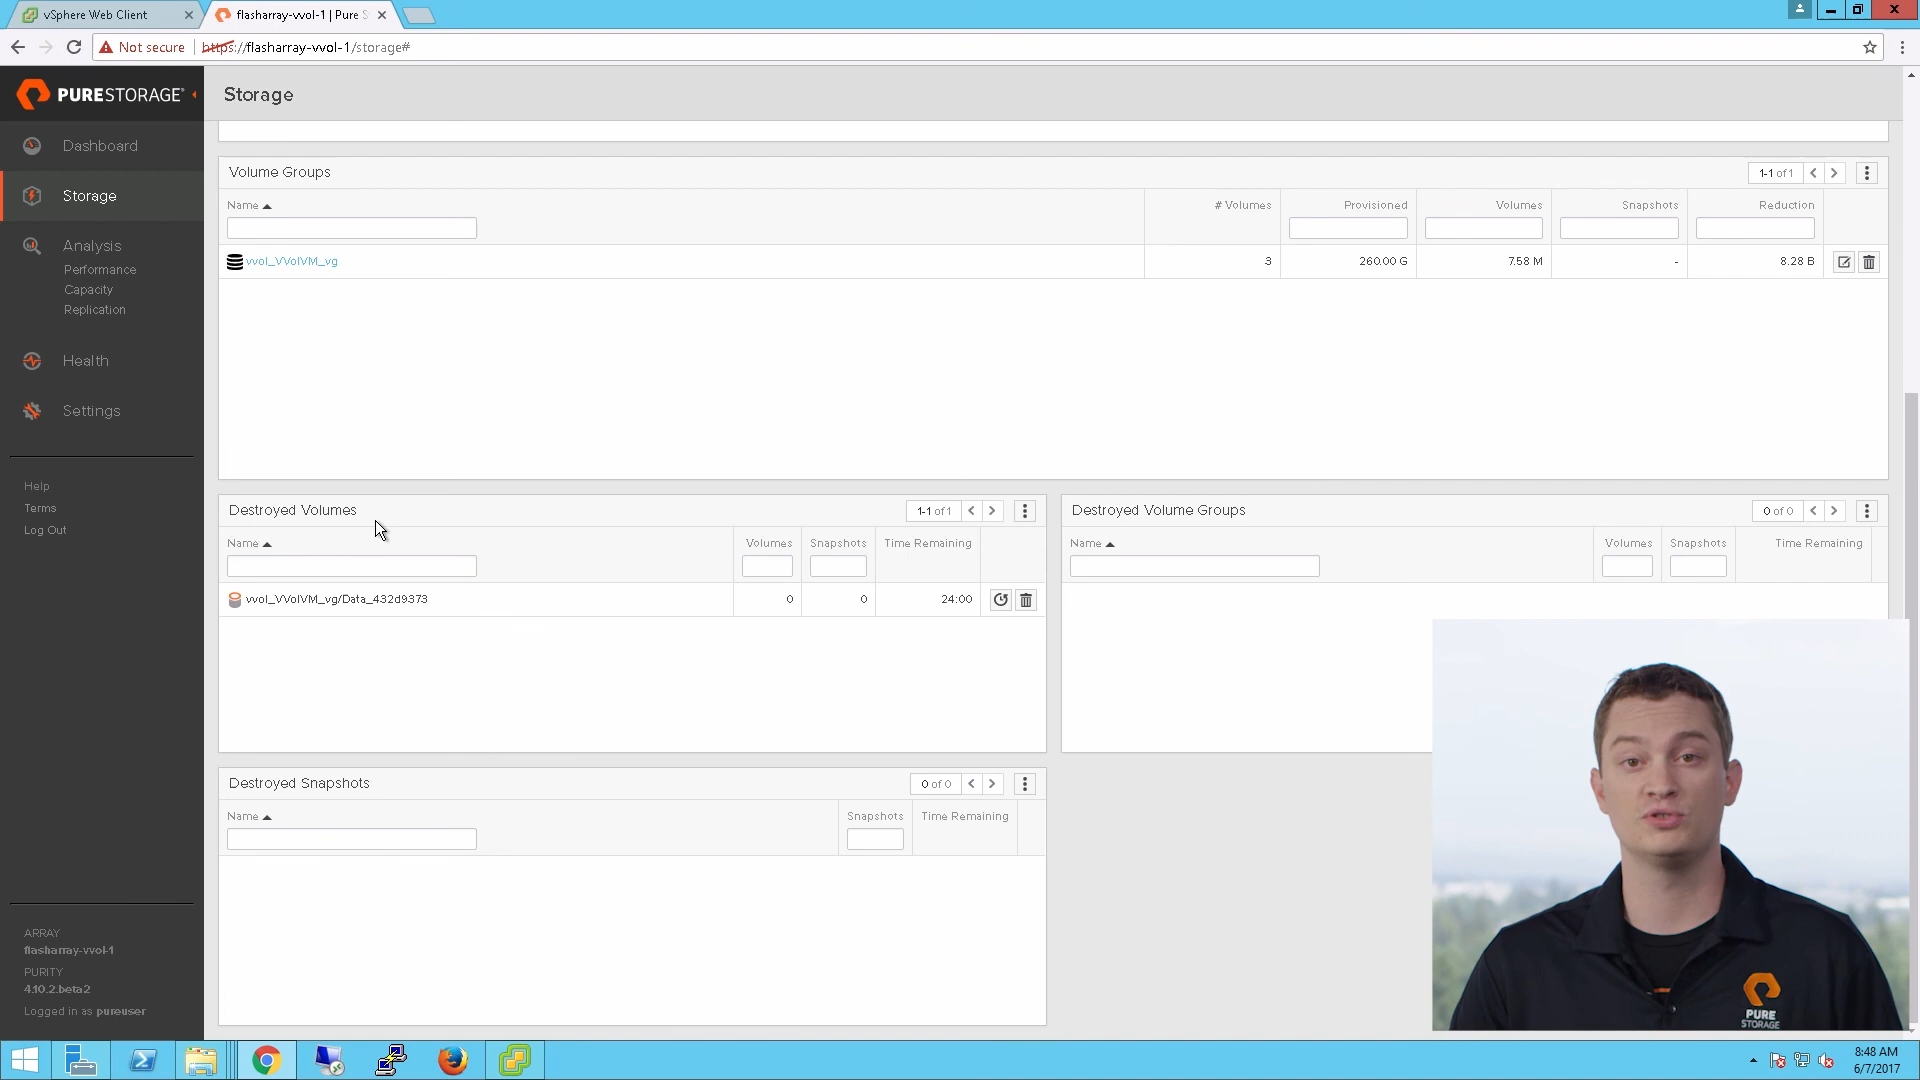 vSphere Web Client
flasharray-vvol-1 | Pure S
Not secure
https://flasharray-vvol-1/storage#
PURESTORAGE
Storage
Dashboard
Storage
Analysis
Performance
Capacity
Replication
Health
Settings
Help
Terms
Log Out
ARRAY
flasharray-vvol-1
PURITY
4.10.2.beta2
Logged in as pureuser
Volume Groups
1-1 of 1
Name
# Volumes
Provisioned
Volumes
Snapshots
Reduction
vvol_VVolVM_vg
3
260.00 G
7.58 M
-
8.28 B
Destroyed Volumes
1-1 of 1
Name
Volumes
Snapshots
Time Remaining
vvol_VVolVM_vg/Data_432d9373
0
0
24:00
Destroyed Volume Groups
0 of 0
Name
Volumes
Snapshots
Time Remaining
Destroyed Snapshots
0 of 0
Name
Snapshots
Time Remaining
PURE
STORAGE
8:48 AM
6/7/2017